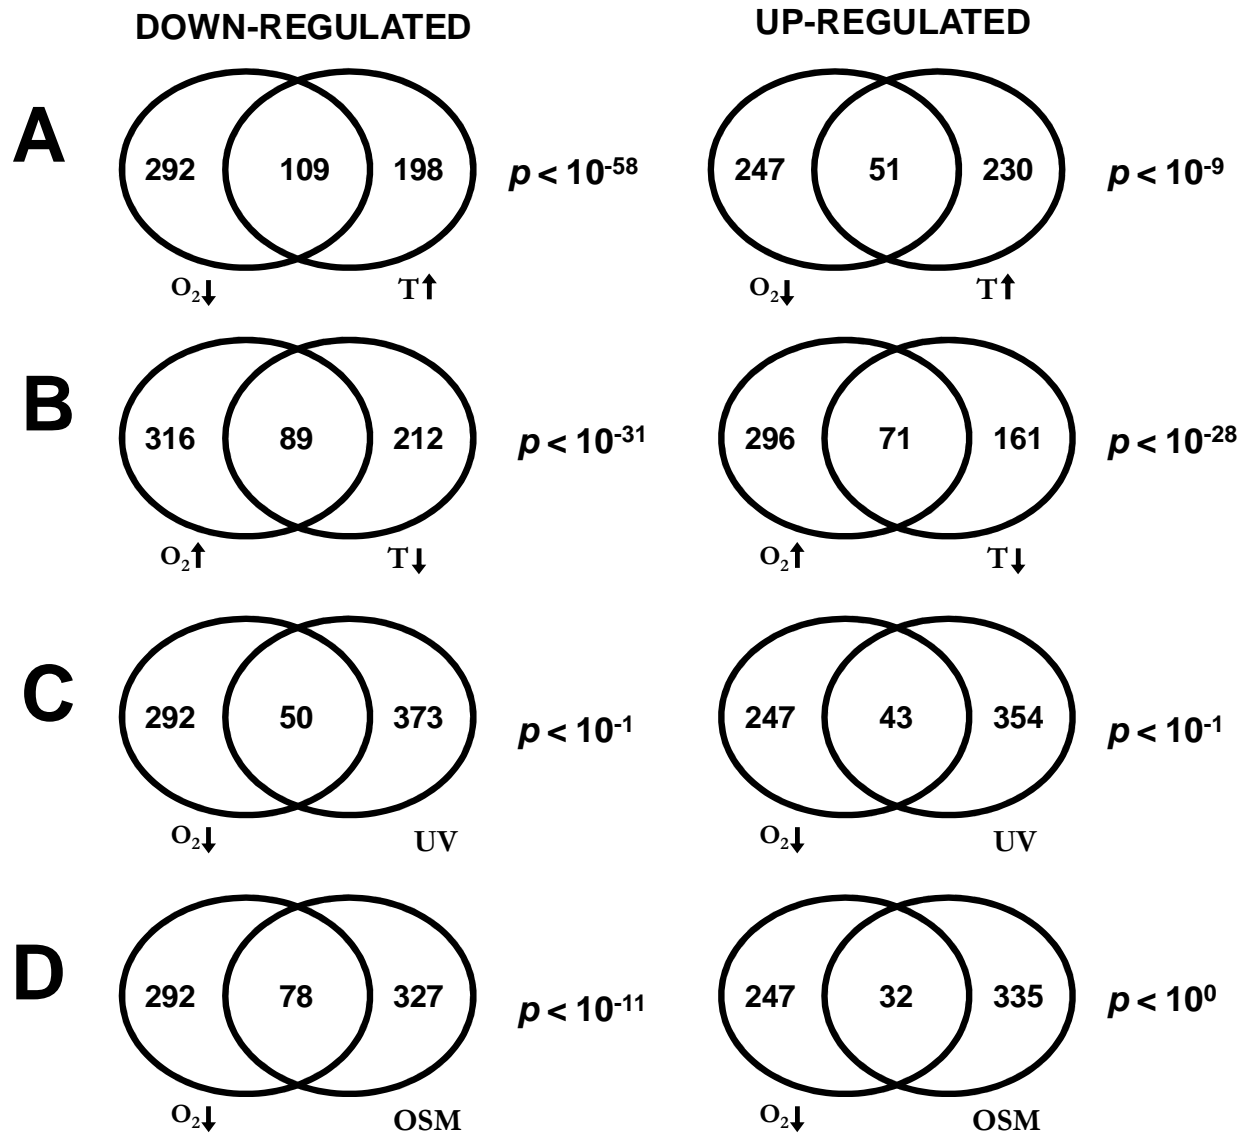 DOWN-REGULATED UP-REGULATED
A
292 109 198 p < 10⁻⁵⁸ 247 51 230 p < 10⁻⁹
O₂↓ T↑ O₂↓ T↑
B
316 89 212 p < 10⁻³¹ 296 71 161 p < 10⁻²⁸
O₂↑ T↓ O₂↑ T↓
C
292 50 373 p < 10⁻¹ 247 43 354 p < 10⁻¹
O₂↓ UV O₂↓ UV
D
292 78 327 p < 10⁻¹¹ 247 32 335 p < 10⁰
O₂↓ OSM O₂↓ OSM